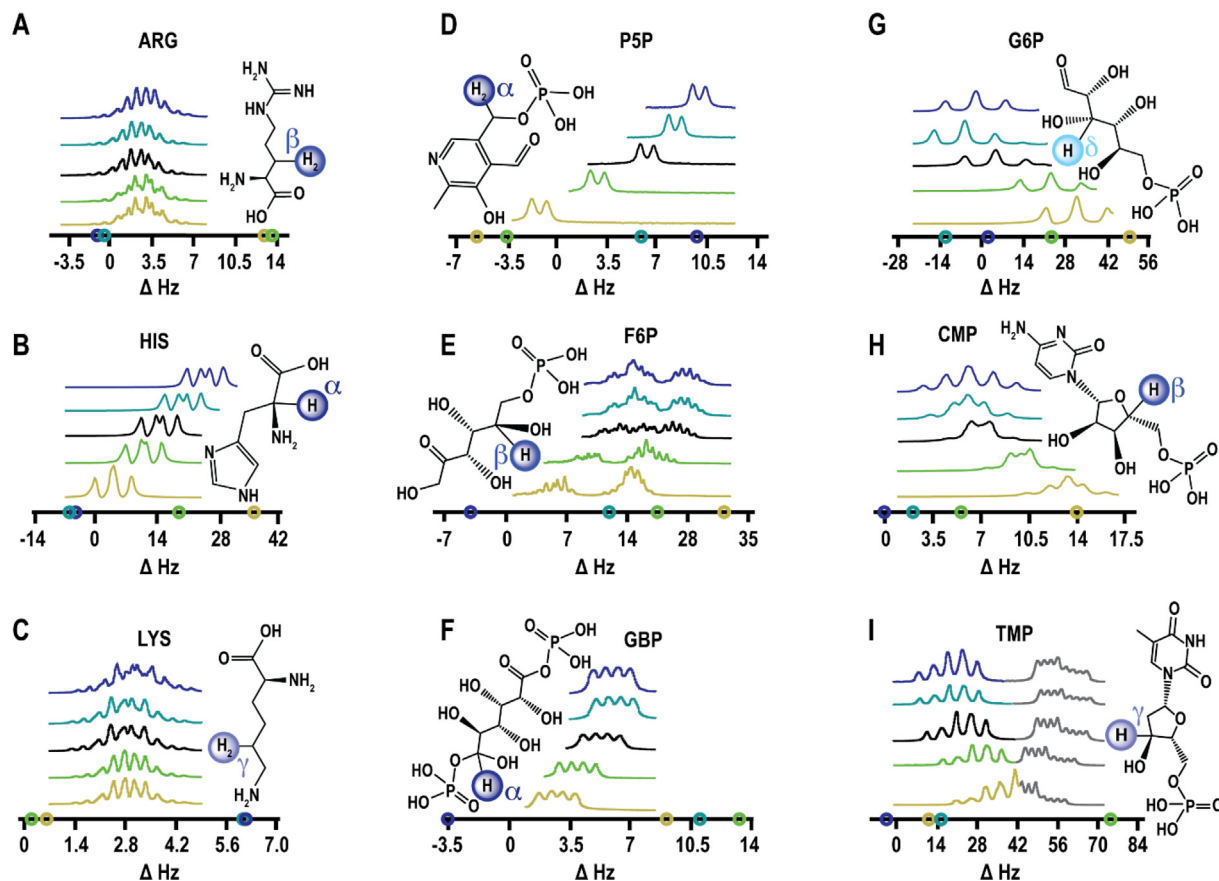 A
ARG
H₂N
NH
HN
β
H₂
H₂N
O
HO
OH
-3.5 0 3.5 7 10.5 14
Δ Hz
B
HIS
O
OH
α
H
NH₂
N
NH
-14 0 14 28 42
Δ Hz
C
LYS
OH
O
NH₂
H₂
γ
H₂N
0 1.4 2.8 4.2 5.6 7.0
Δ Hz
D
P5P
H₂ α
O
P OH
O
OH
N
O
OH
-7 -3.5 0 3.5 7 10.5 14
Δ Hz
E
F6P
O
P OH
O
OH
HO
OH
O
β H
HO
OH
-7 0 7 14 28 35
Δ Hz
F
GBP
O
P OH
O
O OH
HO OH
OH
HO
OH
O
O
H
P
HO
HO
O
α
-3.5 0 3.5 7 10.5 14
Δ Hz
G
G6P
O
OH
HO
OH
H
δ
HO
O
O
P
HO
OH
-28 -14 0 14 28 42 56
Δ Hz
H
CMP
H₂N
N
O
N
H β
O
HO
O
O
HO
P
HO OH
0 3.5 7 10.5 14 17.5
Δ Hz
I
TMP
O
NH
N O
γ
H
O
HO
O
P O
HO OH
0 14 28 42 56 70 84
Δ Hz